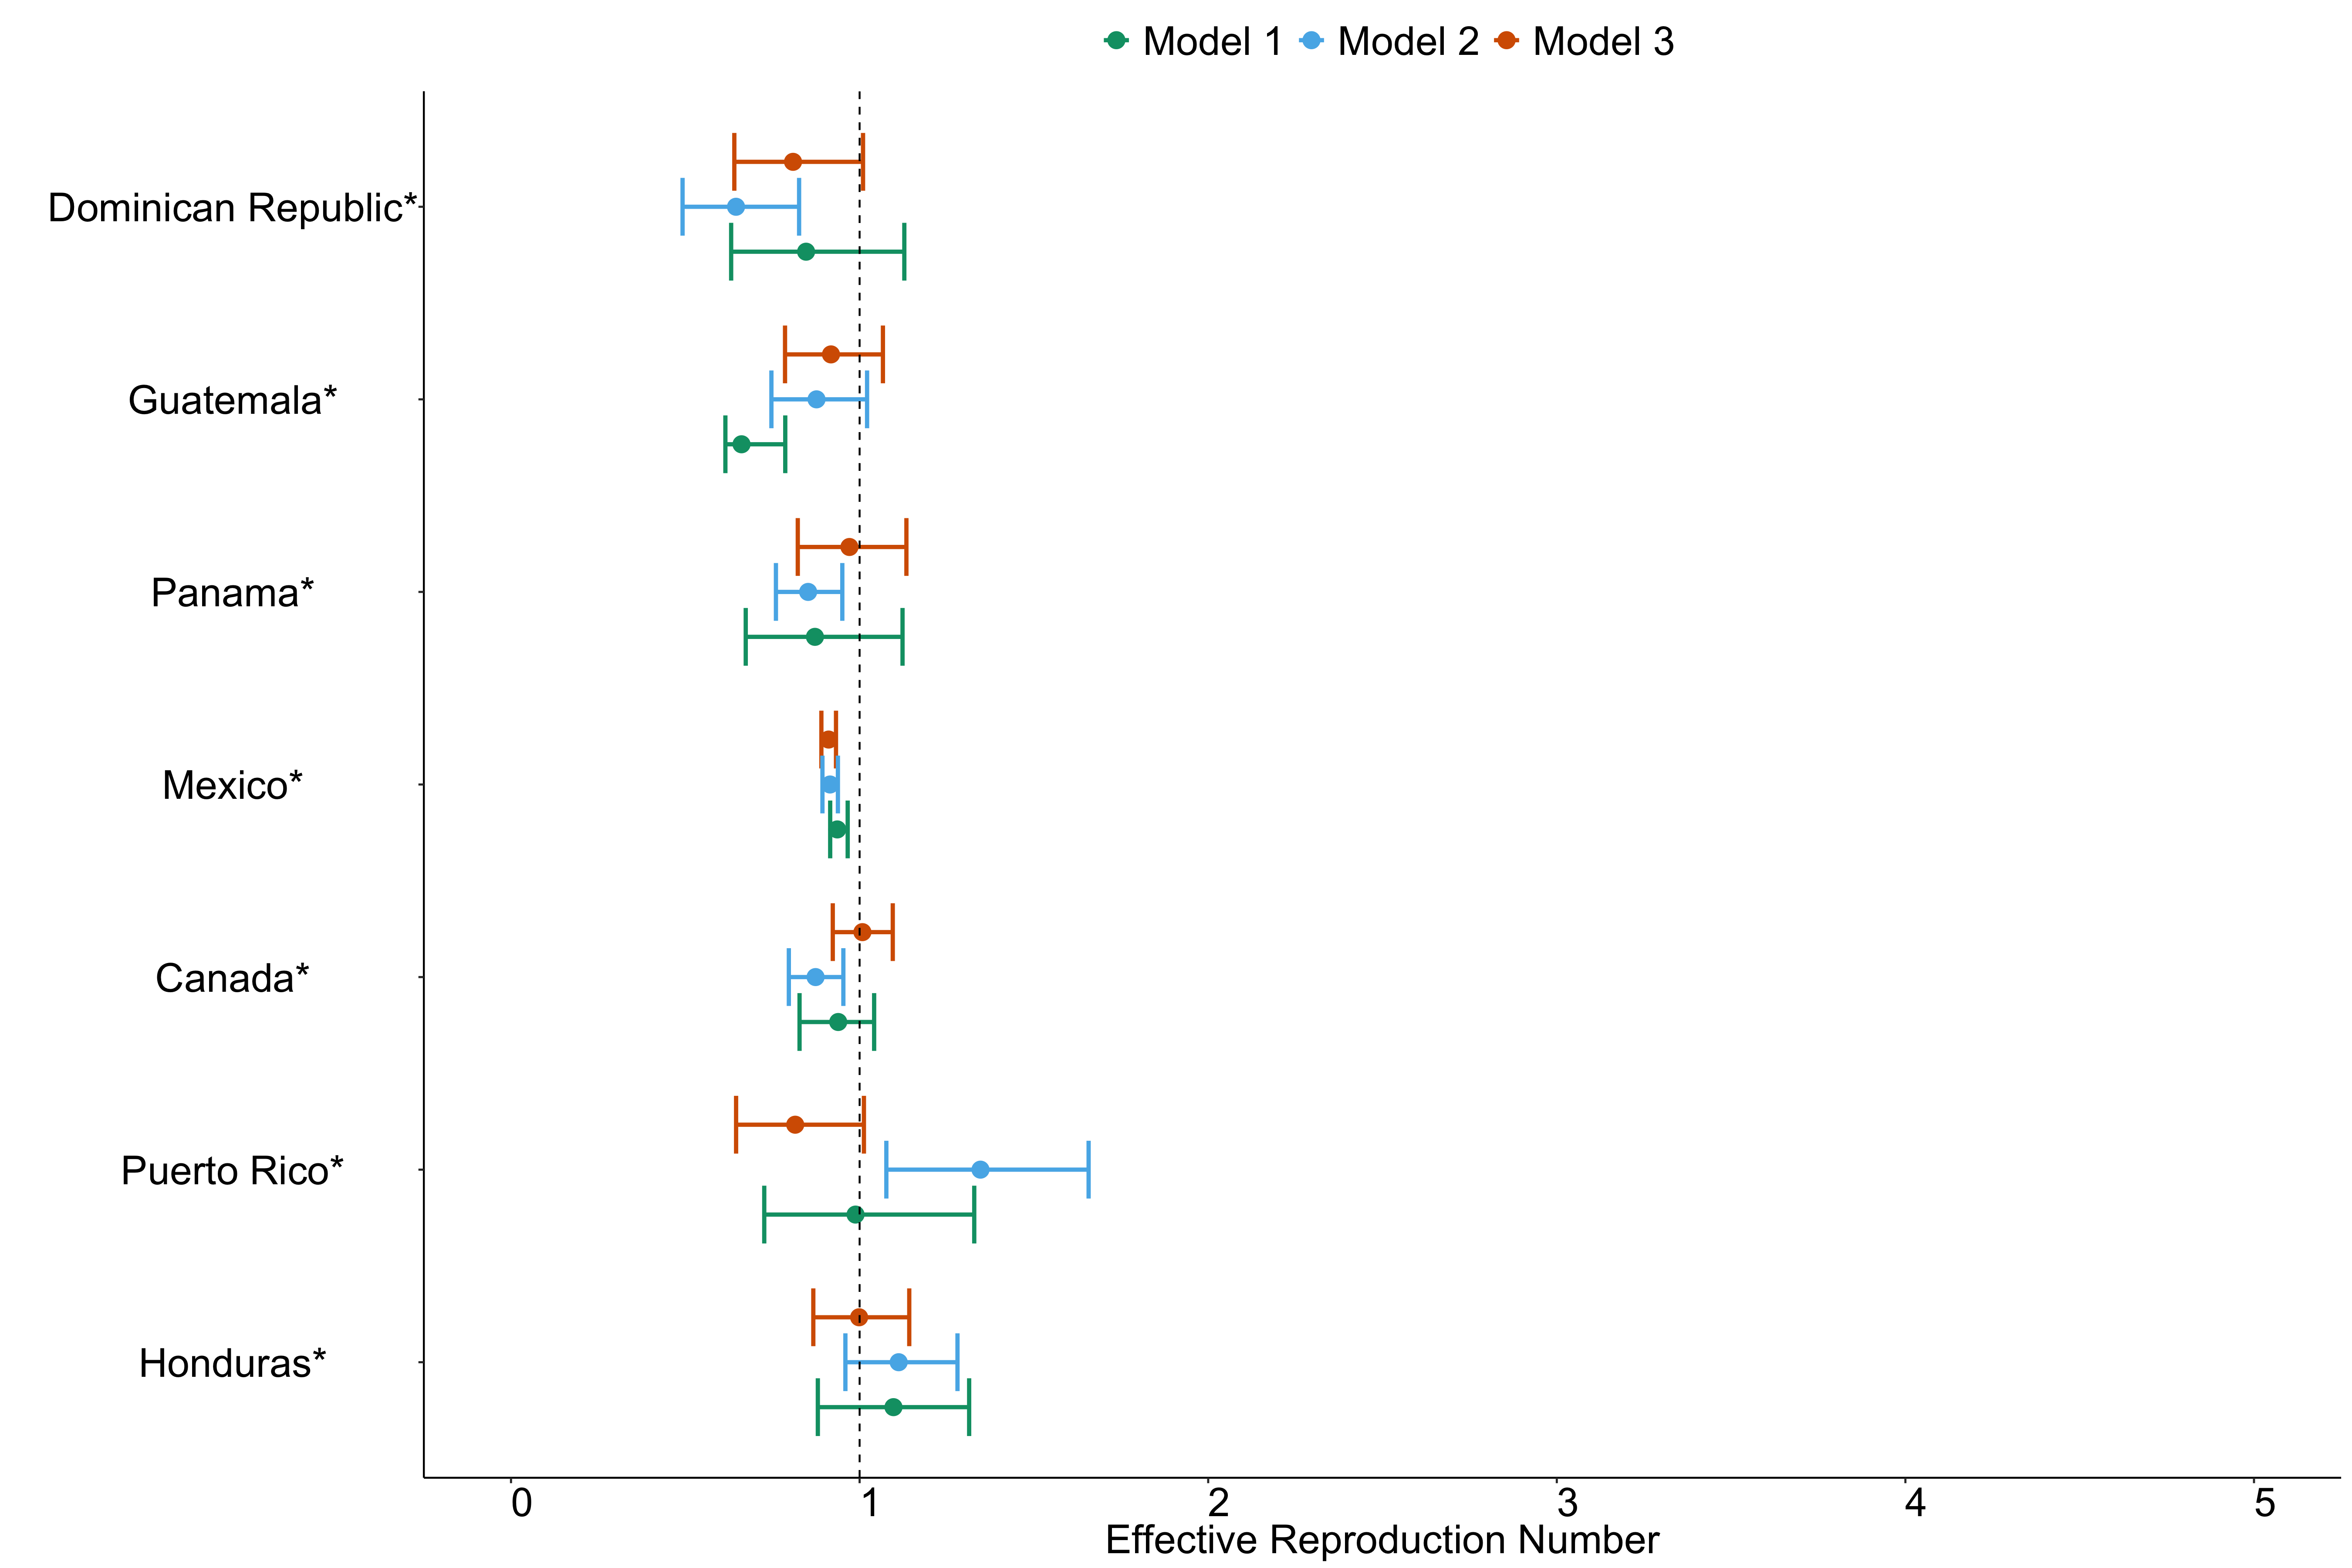 Model 1 Model 2 Model 3
Dominican Republic*
Guatemala*
Panama*
Mexico*
Canada*
Puerto Rico*
Honduras*
0 1 2 3 4 5
Effective Reproduction Number